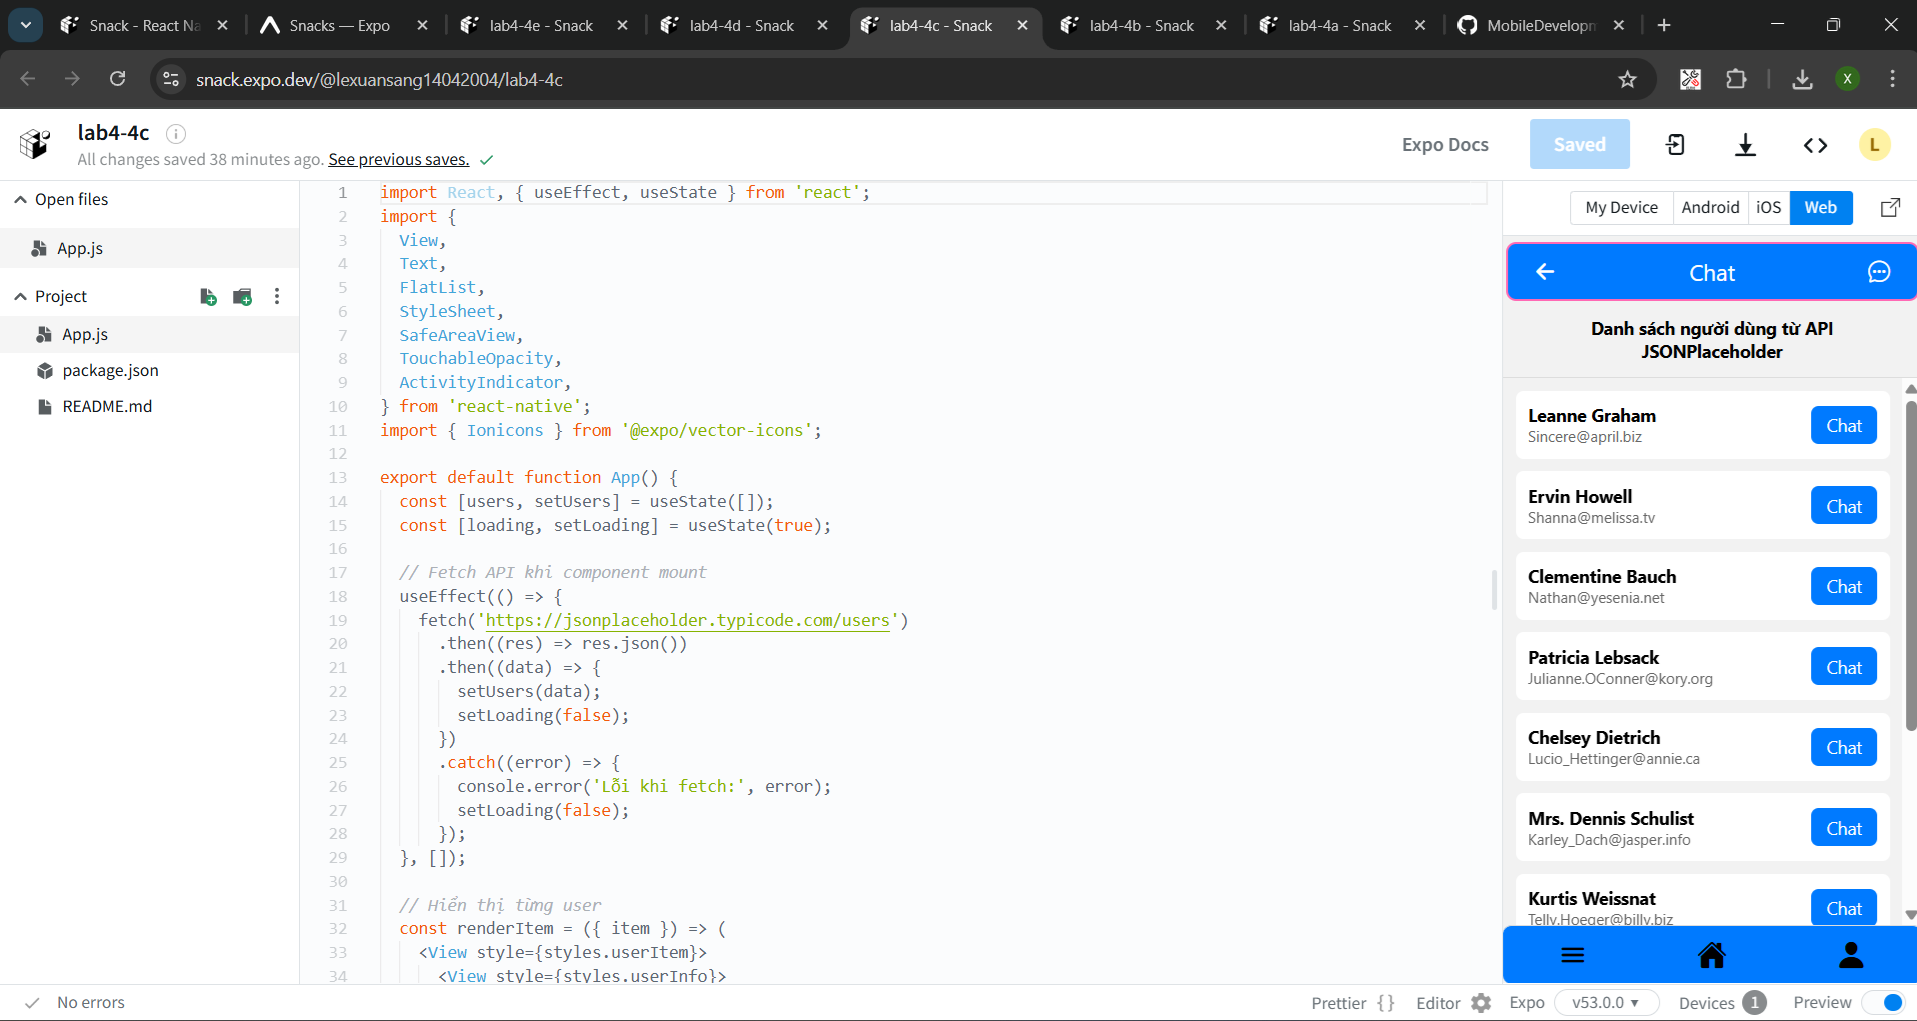 Snack - React Na
Snacks — Expo
lab4-4e - Snack
lab4-4d - Snack
lab4-4c - Snack
lab4-4b - Snack
lab4-4a - Snack
MobileDevelopm
snack.expo.dev/@lexuansang14042004/lab4-4c
X
lab4-4c
All changes saved 38 minutes ago. See previous saves.
Expo Docs
Saved
L
Open files
App.js
Project
App.js
package.json
README.md
1 import React, { useEffect, useState } from 'react';
2 import {
3 View,
4 Text,
5 FlatList,
6 StyleSheet,
7 SafeAreaView,
8 TouchableOpacity,
9 ActivityIndicator,
10 } from 'react-native';
11 import { Ionicons } from '@expo/vector-icons';
12
13 export default function App() {
14 const [users, setUsers] = useState([]);
15 const [loading, setLoading] = useState(true);
16
17 // Fetch API khi component mount
18 useEffect(() => {
19 fetch('https://jsonplaceholder.typicode.com/users')
20 .then((res) => res.json())
21 .then((data) => {
22 setUsers(data);
23 setLoading(false);
24 })
25 .catch((error) => {
26 console.error('Lỗi khi fetch:', error);
27 setLoading(false);
28 });
29 }, []);
30
31 // Hiển thị từng user
32 const renderItem = ({ item }) => (
33 <View style={styles.userItem}>
34 <View style={styles.userInfo}>
My Device Android iOS Web
Chat
Danh sách người dùng từ API
JSONPlaceholder
Leanne Graham
Sincere@april.biz
Chat
Ervin Howell
Shanna@melissa.tv
Chat
Clementine Bauch
Nathan@yesenia.net
Chat
Patricia Lebsack
Julianne.OConner@kory.org
Chat
Chelsey Dietrich
Lucio_Hettinger@annie.ca
Chat
Mrs. Dennis Schulist
Karley_Dach@jasper.info
Chat
Kurtis Weissnat
Telly.Hoeger@billy.biz
Chat
No errors
Prettier { }
Editor
Expo v53.0.0
Devices 1
Preview